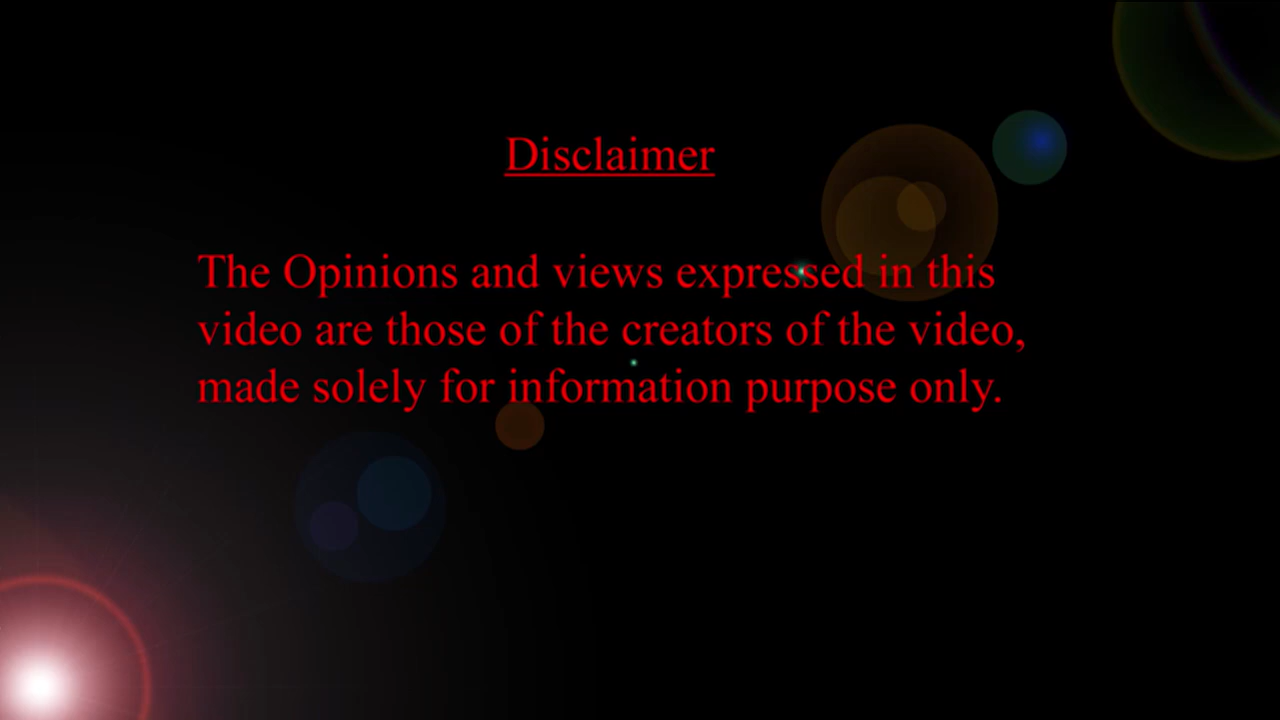 Disclaimer
The Opinions and views expressed in this
video are those of the creators of the video,
made solely for information purpose only.